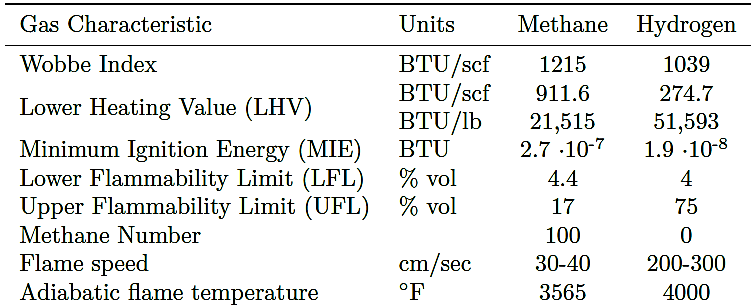 Gas Characteristic Units Methane Hydrogen
Wobbe Index BTU/scf 1215 1039
Lower Heating Value (LHV) BTU/scf 911.6 274.7
BTU/lb 21,515 51,593
Minimum Ignition Energy (MIE) BTU 2.7 ·10⁻⁷ 1.9 ·10⁻⁸
Lower Flammability Limit (LFL) % vol 4.4 4
Upper Flammability Limit (UFL) % vol 17 75
Methane Number 100 0
Flame speed cm/sec 30-40 200-300
Adiabatic flame temperature °F 3565 4000